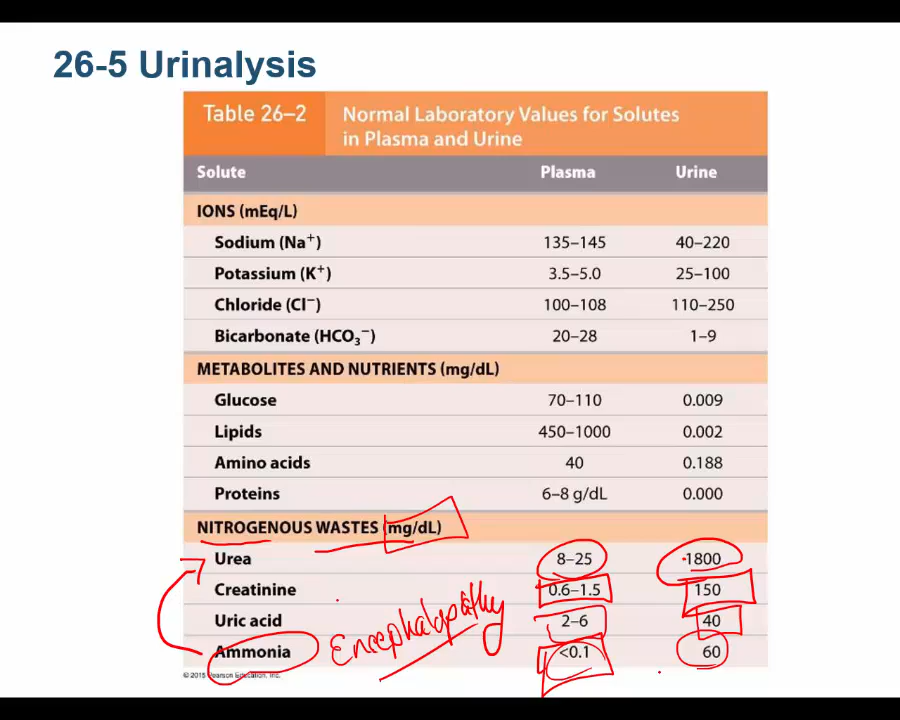 26-5 Urinalysis
Table 26–2 Normal Laboratory Values for Solutes
in Plasma and Urine
Solute Plasma Urine
IONS (mEq/L)
Sodium (Na⁺) 135–145 40–220
Potassium (K⁺) 3.5–5.0 25–100
Chloride (Cl⁻) 100–108 110–250
Bicarbonate (HCO₃⁻) 20–28 1–9
METABOLITES AND NUTRIENTS (mg/dL)
Glucose 70–110 0.009
Lipids 450–1000 0.002
Amino acids 40 0.188
Proteins 6–8 g/dL 0.000
NITROGENOUS WASTES (mg/dL)
Urea 8–25 1800
Creatinine 0.6–1.5 150
Uric acid 2–6 40
Encephalopathy
Ammonia <0.1 60
© 2015 Pearson Education, Inc.